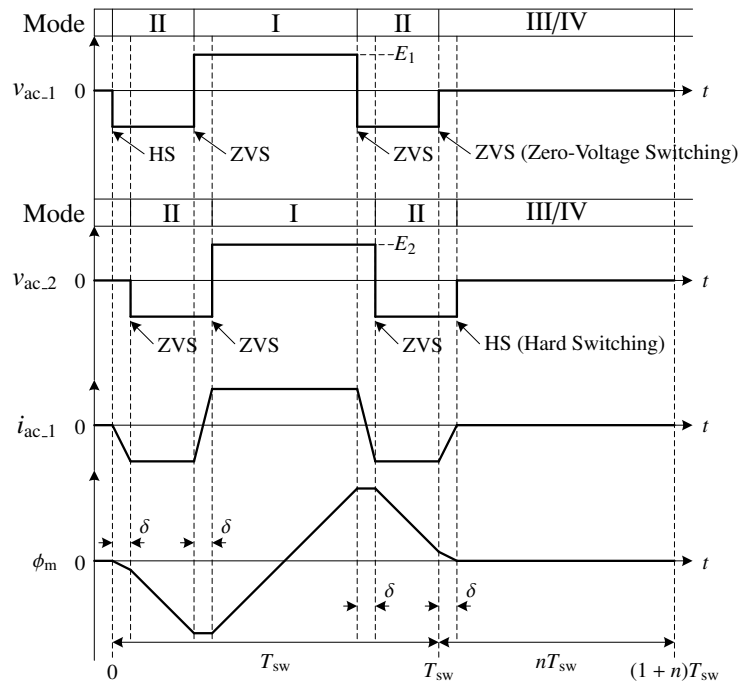 Mode II I II III/IV
v_ac_1 0 E_1 t
HS ZVS ZVS ZVS (Zero-Voltage Switching)
Mode II I II III/IV
v_ac_2 0 E_2 t
ZVS ZVS ZVS HS (Hard Switching)
i_ac_1 0 t
δ δ
ϕ_m 0 t
δ δ
T_sw nT_sw
0 T_sw (1 + n)T_sw